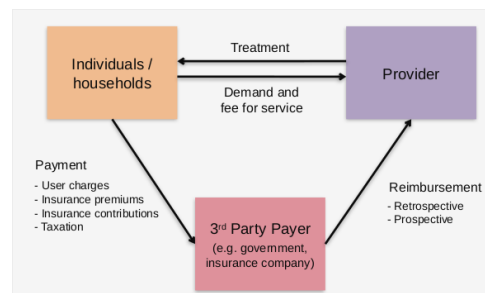 Individuals /
households
Treatment
Demand and
fee for service
Provider
Payment
- User charges
- Insurance premiums
- Insurance contributions
- Taxation
3rd Party Payer
(e.g. government,
insurance company)
Reimbursement
- Retrospective
- Prospective